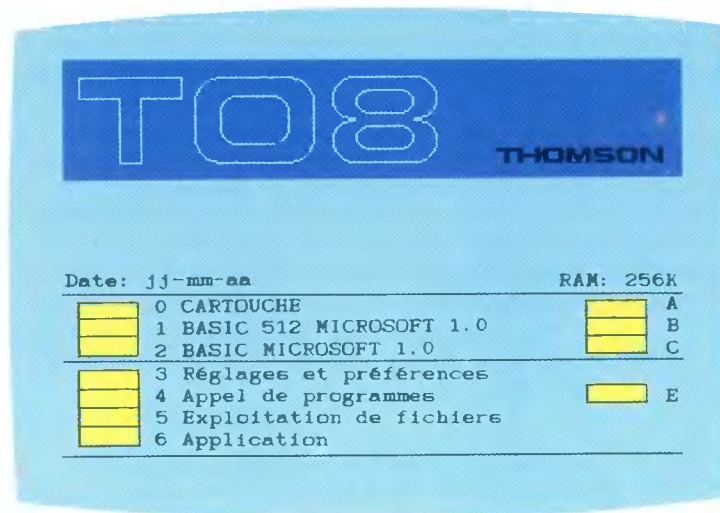 TO8
THOMSON
Date: jj-mm-aa RAM: 256K
0 CARTOUCHE A
1 BASIC 512 MICROSOFT 1.0 B
2 BASIC MICROSOFT 1.0 C
3 Réglages et préférences
4 Appel de programmes E
5 Exploitation de fichiers
6 Application